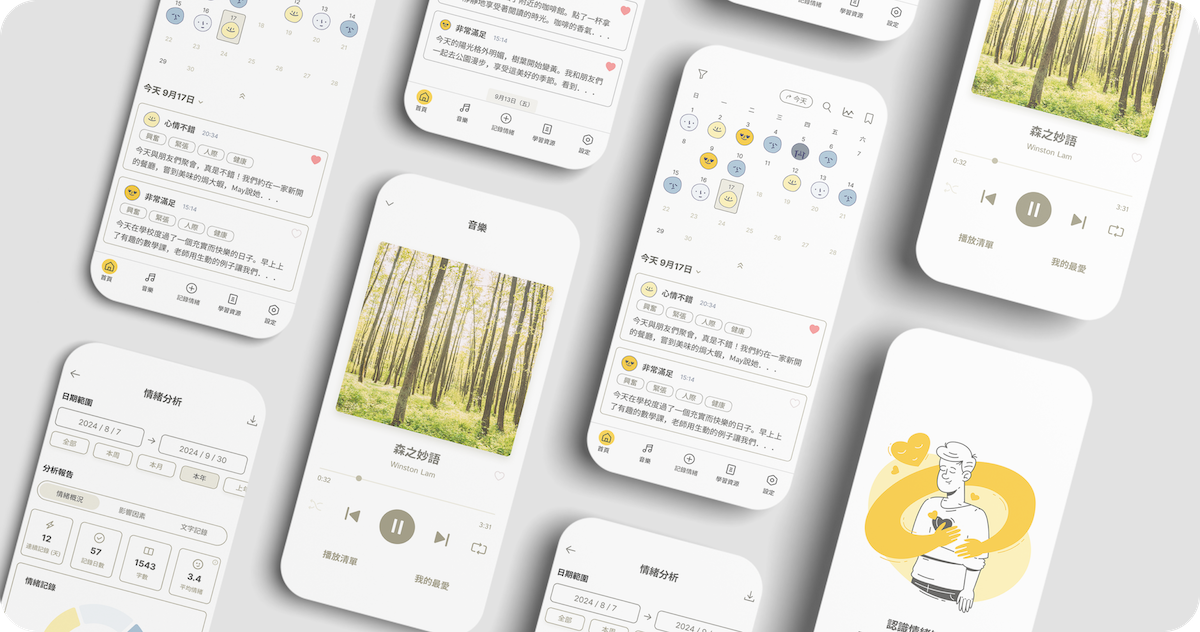 15
16
17
18
19
20
21
22
23
24
25
26
27
28
29
30
今天 9月17日
心情不錯 20:34
興奮 緊張 人際 健康
今天與朋友們聚會，真是不錯！我們約在一家新開
的餐廳，嘗到美味的焗大蝦，May說她．．．
非常滿足 15:14
興奮 緊張 人際 健康
今天在學校度過了一個充實而快樂的日子。早上上
了有趣的數學課，老師用生動的例子讓我們．．．
首頁 音樂 記錄情緒 學習資源 設定
附近的咖啡館。點了一杯拿
靜靜地享受著閱讀的時光。咖啡的香氣．．．
非常滿足 15:14
今天的陽光格外明媚，樹葉開始變黃。我和朋友們
一起去公園漫步，享受這美好的季節。看到．．．
9月13日（五）
首頁 音樂 記錄情緒 學習資源 設定
記錄情緒 學習資源 設定
今天
日 一 二 三 四 五 六
1 2 3 4 5 6 7
8 9 10 11 12 13 14
15 16 17 18 19 20 21
22 23 24 25 26 27 28
29 30
今天 9月17日
心情不錯 20:34
興奮 緊張 人際 健康
今天與朋友們聚會，真是不錯！我們約在一家新開
的餐廳，嘗到美味的焗大蝦，May說她．．．
非常滿足 15:14
興奮 緊張 人際 健康
今天在學校度過了一個充實而快樂的日子。早上上
了有趣的數學課，老師用生動的例子讓我們．．．
首頁 音樂 記錄情緒 學習資源 設定
森之妙語
Winston Lam
0:32 3:31
播放清單 我的最愛
音樂
森之妙語
Winston Lam
0:32 3:31
播放清單 我的最愛
情緒分析
日期範圍
2024 / 8 / 7 → 2024 / 9 / 30
全部 本周 本月 本年 上年
分析報告
情緒概況 影響因素 文字記錄
12 57 1543 3.4
連續記錄 (天) 記錄日數 字數 平均情緒
情緒記錄
情緒分析
日期範圍
2024 / 8 / 7
全部 本周
認識情緒